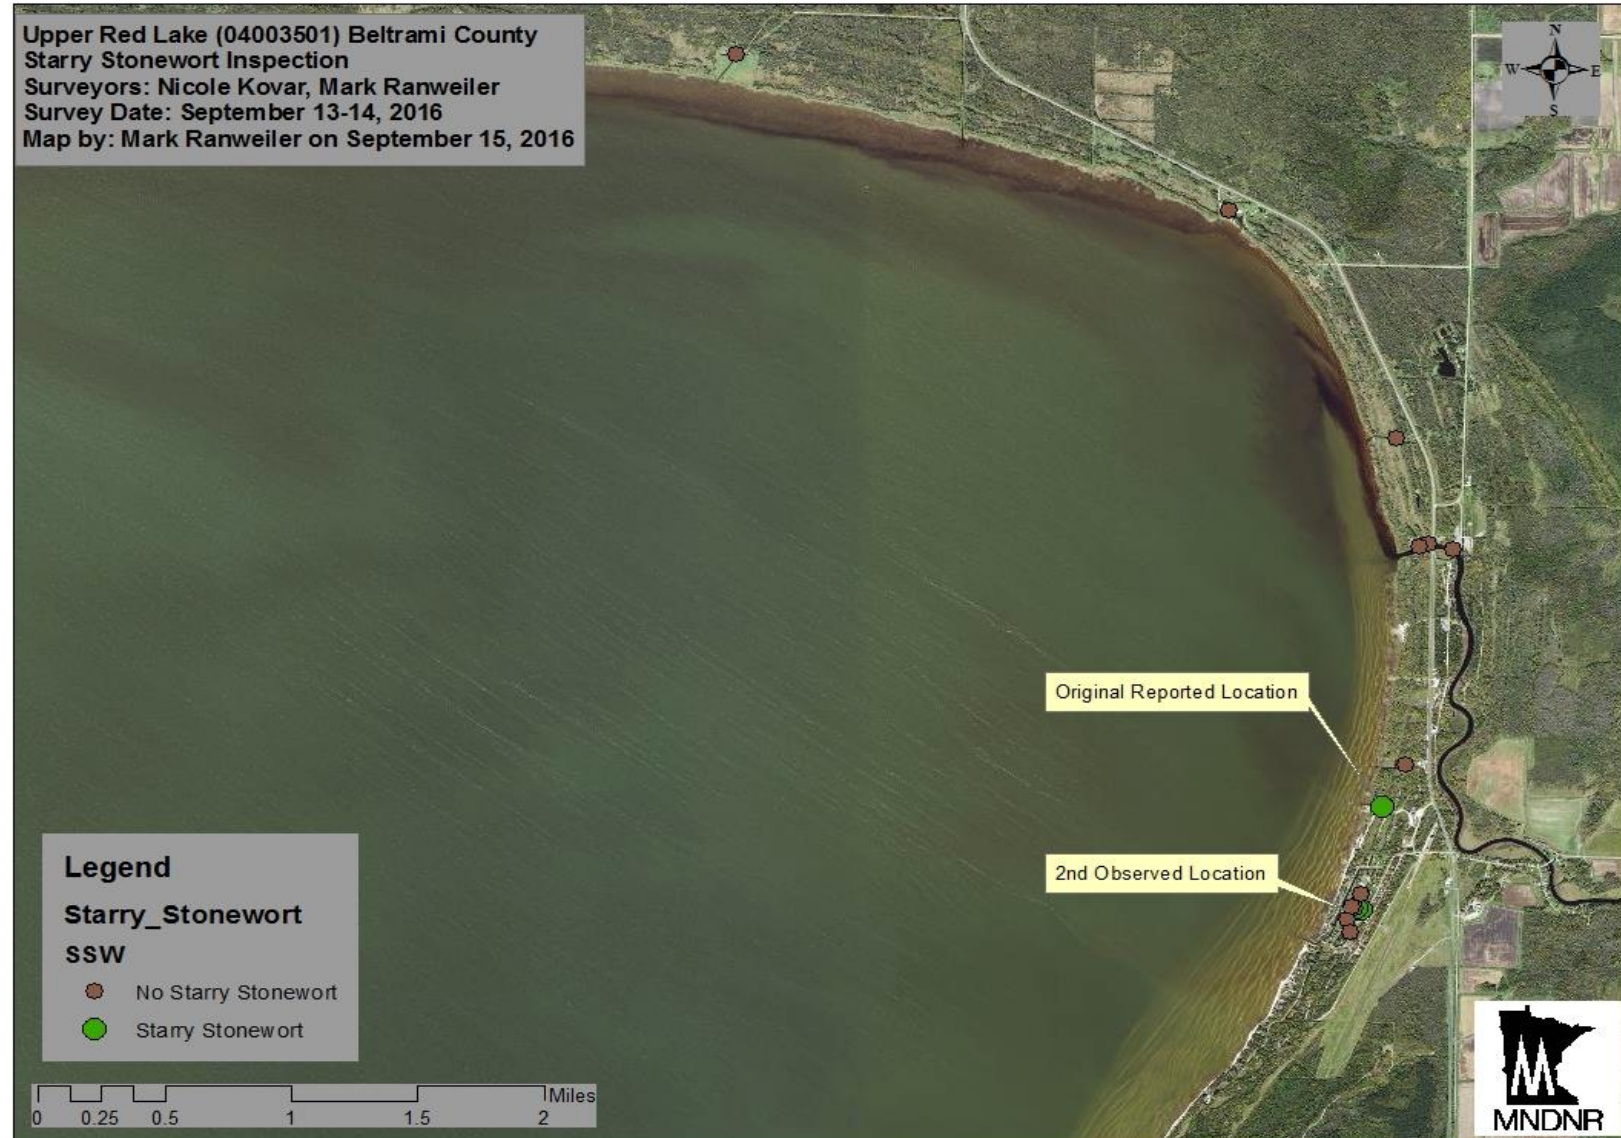 Upper Red Lake (04003501) Beltrami County
Starry Stonewort Inspection
Surveyors: Nicole Kovar, Mark Ranweiler
Survey Date: September 13-14, 2016
Map by: Mark Ranweiler on September 15, 2016
N
W E
S
Original Reported Location
2nd Observed Location
Legend
Starry_Stonewort
SSW
No Starry Stonewort
Starry Stonewort
Miles
0 0.25 0.5 1 1.5 2
MNDNR